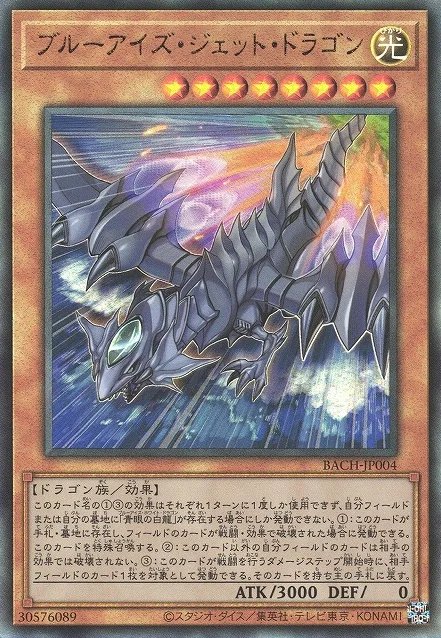 ブルーアイズ・ジェット・ドラゴン
光
BACH-JP004
【ドラゴン族/効果】
このカード名の①③の効果はそれぞれ1ターンに1度しか使用できず、自分フィールド
または自分の墓地に「青眼の白龍」が存在する場合にしか発動できない。①:このカードが
手札・墓地に存在し、フィールドのカードが戦闘・効果で破壊された場合に発動できる。
このカードを特殊召喚する。②:このカード以外の自分フィールドのカードは相手の
効果では破壊されない。③:このカードが戦闘を行うダメージステップ開始時に、相手
フィールドのカード1枚を対象として発動できる。そのカードを持ち主の手札に戻す。
ATK/3000 DEF/ 0
30576089
©スタジオ・ダイス/集英社・テレビ東京・KONAMI